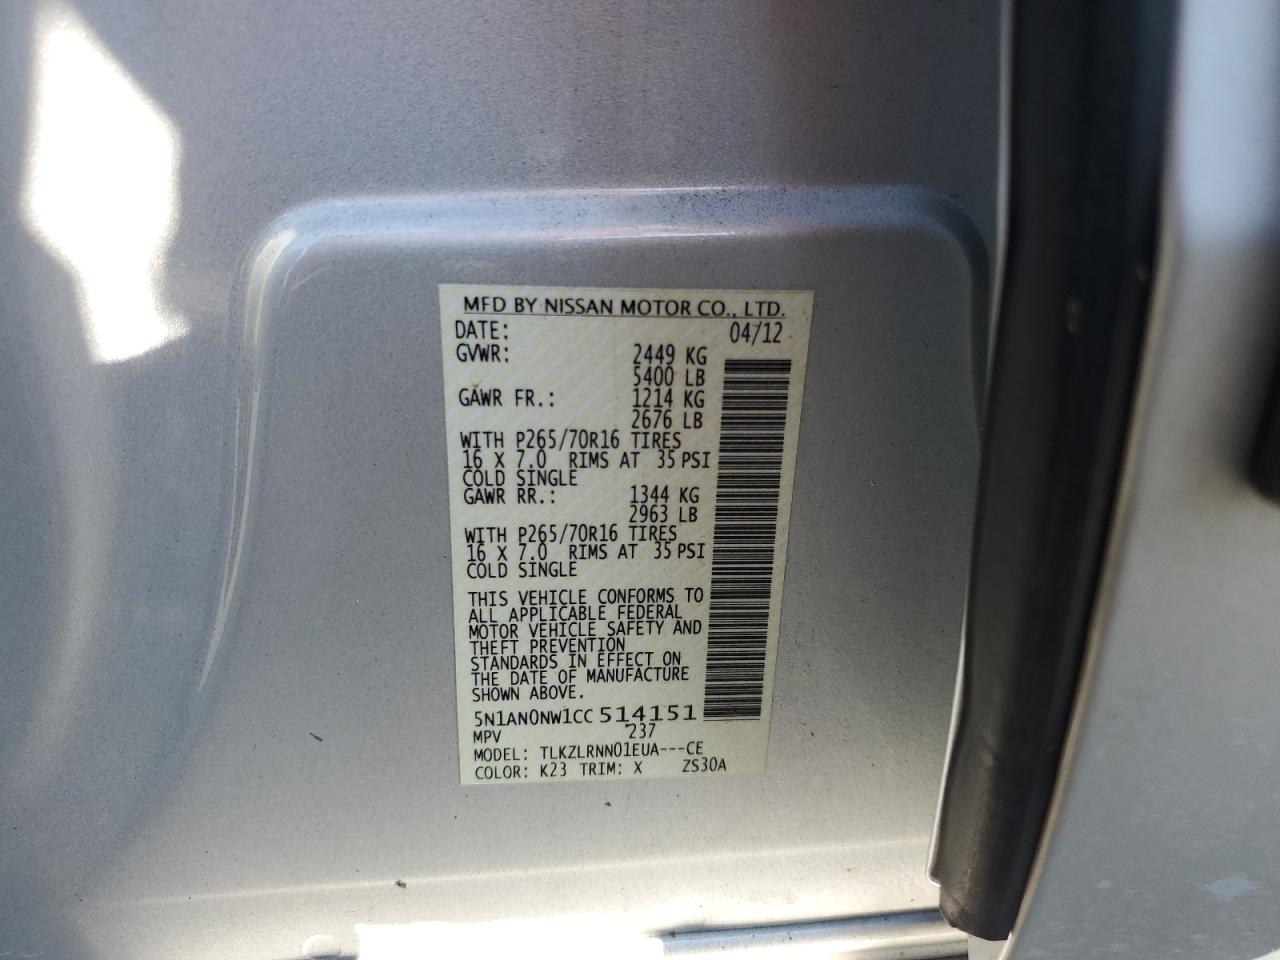 MFD BY NISSAN MOTOR CO., LTD.
DATE: 04/12
GVWR: 2449 KG
5400 LB
GAWR FR.: 1214 KG
2676 LB
WITH P265/70R16 TIRES
16 X 7.0 RIMS AT 35 PSI
COLD SINGLE
GAWR RR.: 1344 KG
2963 LB
WITH P265/70R16 TIRES
16 X 7.0 RIMS AT 35 PSI
COLD SINGLE
THIS VEHICLE CONFORMS TO
ALL APPLICABLE FEDERAL
MOTOR VEHICLE SAFETY AND
THEFT PREVENTION
STANDARDS IN EFFECT ON
THE DATE OF MANUFACTURE
SHOWN ABOVE.
5N1AN0NW1CC514151
MPV 237
MODEL: TLKZLRNN01EUA---CE
COLOR: K23 TRIM: X ZS30A